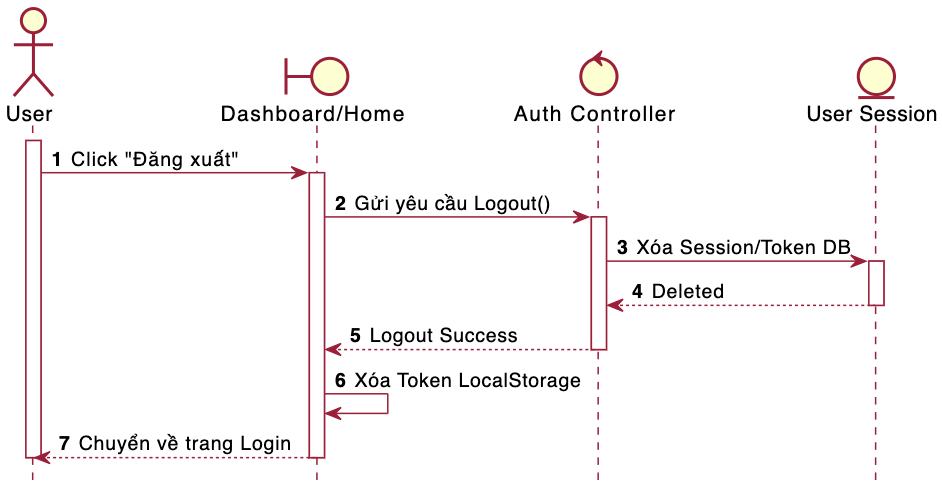 User
Dashboard/Home
Auth Controller
User Session
1 Click "Đăng xuất"
2 Gửi yêu cầu Logout()
3 Xóa Session/Token DB
4 Deleted
5 Logout Success
6 Xóa Token LocalStorage
7 Chuyển về trang Login